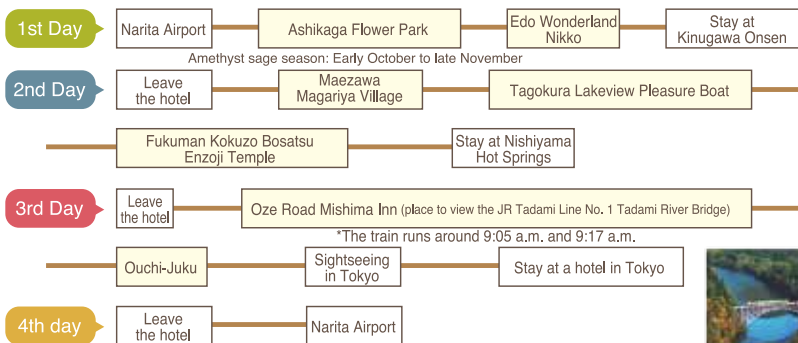 1st Day
Narita Airport
Ashikaga Flower Park
Edo Wonderland
Nikko
Stay at
Kinugawa Onsen
Amethyst sage season: Early October to late November
2nd Day
Leave
the hotel
Maezawa
Magariya Village
Tagokura Lakeview Pleasure Boat
Fukuman Kokuzo Bosatsu
Enzoji Temple
Stay at Nishiyama
Hot Springs
3rd Day
Leave
the hotel
Oze Road Mishima Inn (place to view the JR Tadami Line No. 1 Tadami River Bridge)
*The train runs around 9:05 a.m. and 9:17 a.m.
Ouchi-Juku
Sightseeing
in Tokyo
Stay at a hotel in Tokyo
4th day
Leave
the hotel
Narita Airport